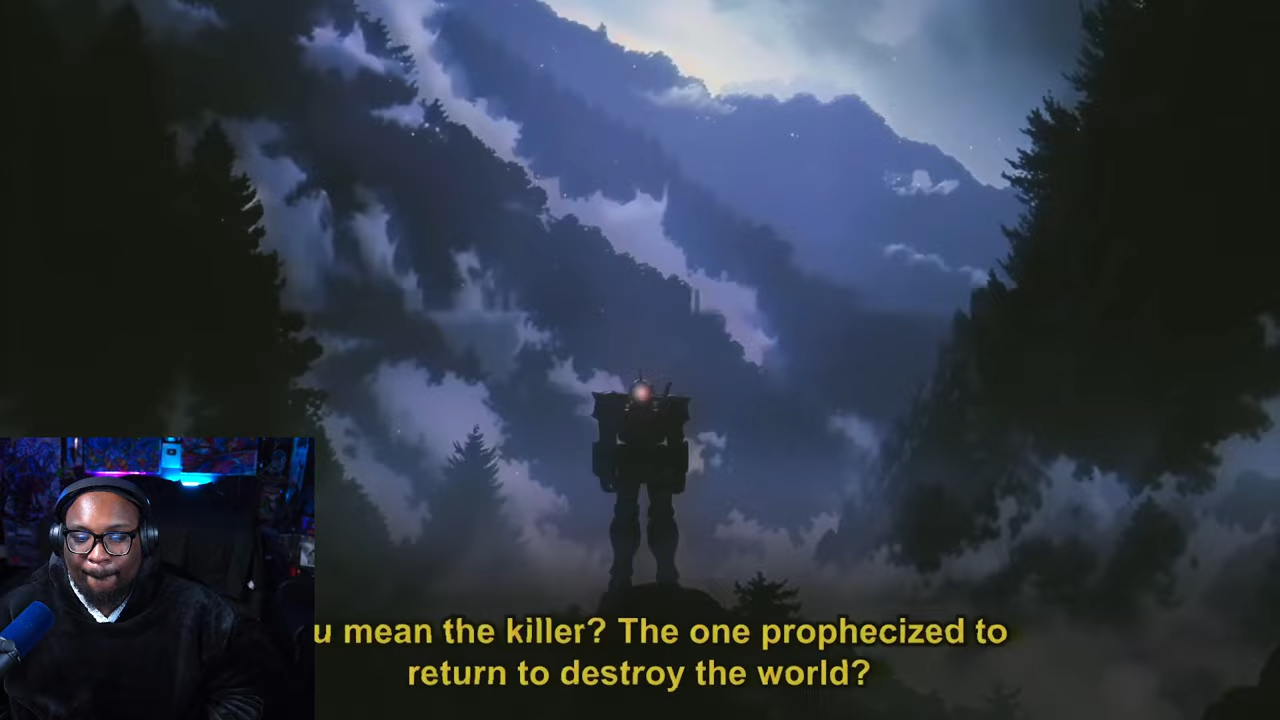 u mean the killer? The one prophecized to
return to destroy the world?